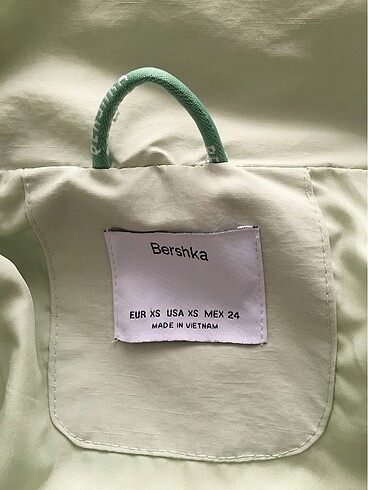 Bershka
EUR XS USA XS MEX 24
MADE IN VIETNAM